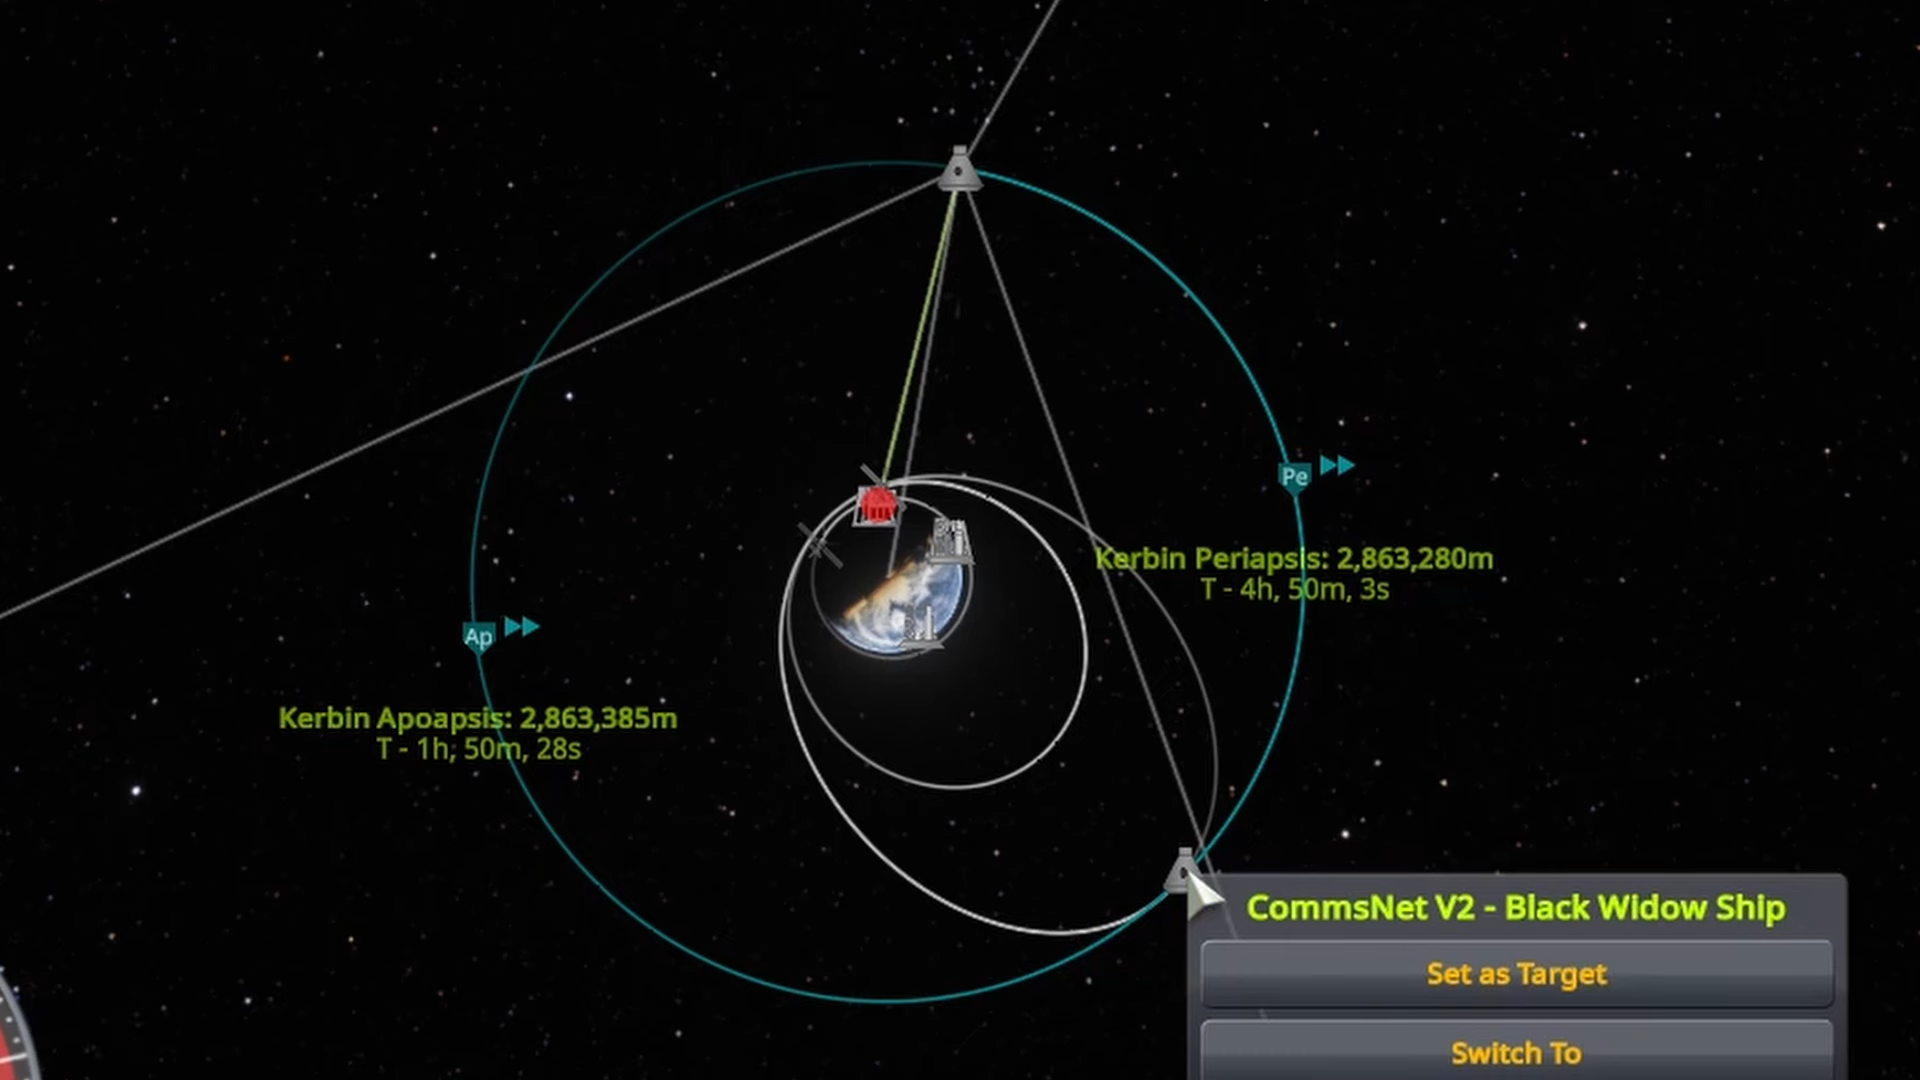 Pe
Kerbin Periapsis: 2,863,280m
T - 4h, 50m, 3s
Ap
Kerbin Apoapsis: 2,863,385m
T - 1h, 50m, 28s
CommsNet V2 - Black Widow Ship
Set as Target
Switch To